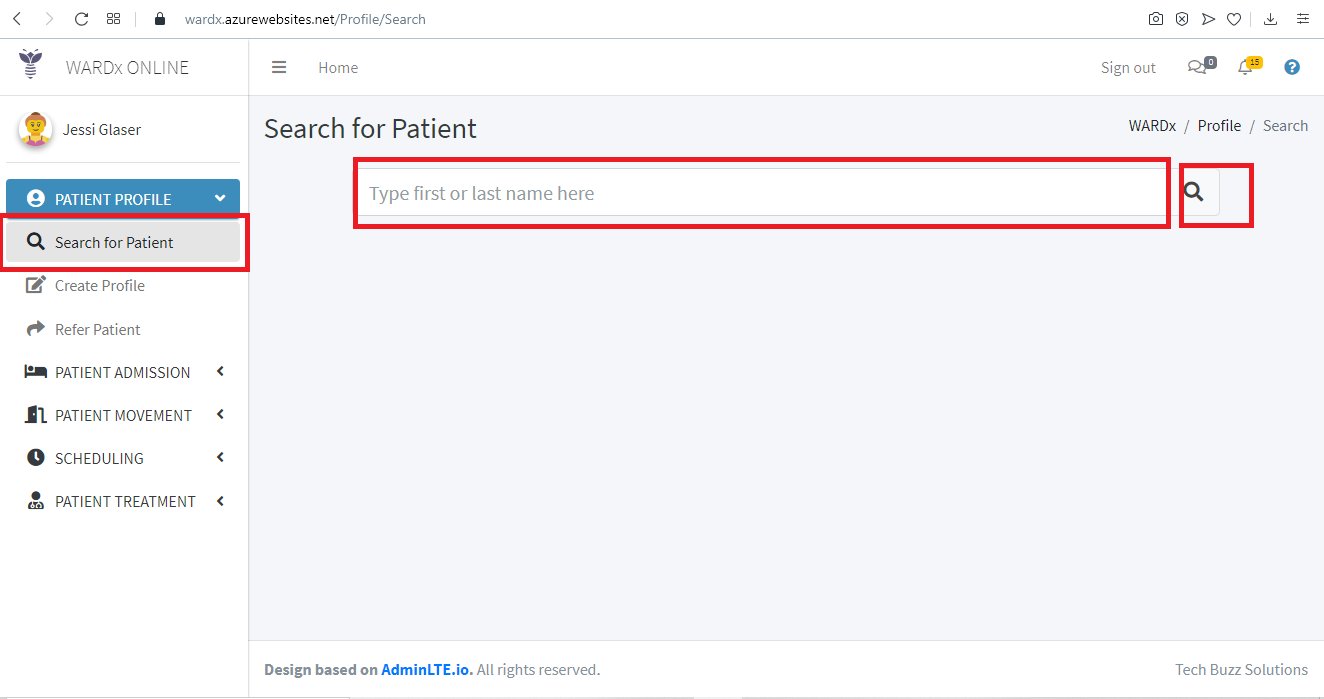 wardx.azurewebsites.net/Profile/Search
WARDx ONLINE
Home
Sign out
0
15
?
Jessi Glaser
Search for Patient
WARDx / Profile / Search
PATIENT PROFILE
Type first or last name here
Search for Patient
Create Profile
Refer Patient
PATIENT ADMISSION
PATIENT MOVEMENT
SCHEDULING
PATIENT TREATMENT
Design based on AdminLTE.io. All rights reserved.
Tech Buzz Solutions